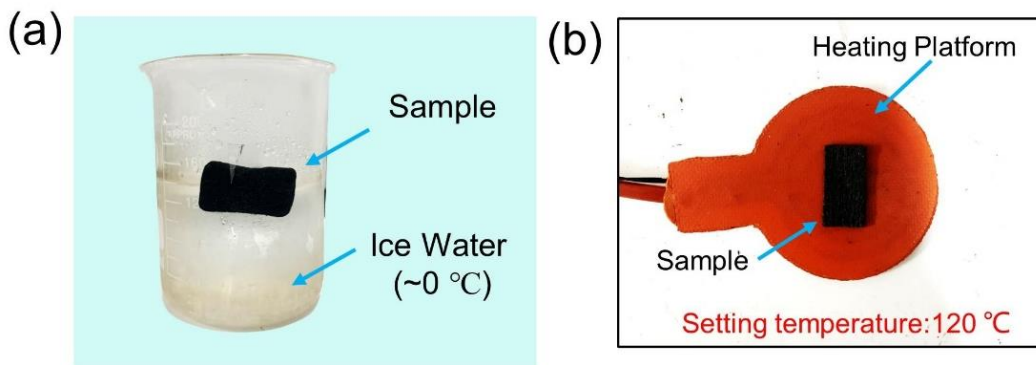 (a)
Sample
Ice Water
(~0 ℃)
(b)
Heating Platform
Sample
Setting temperature:120 ℃